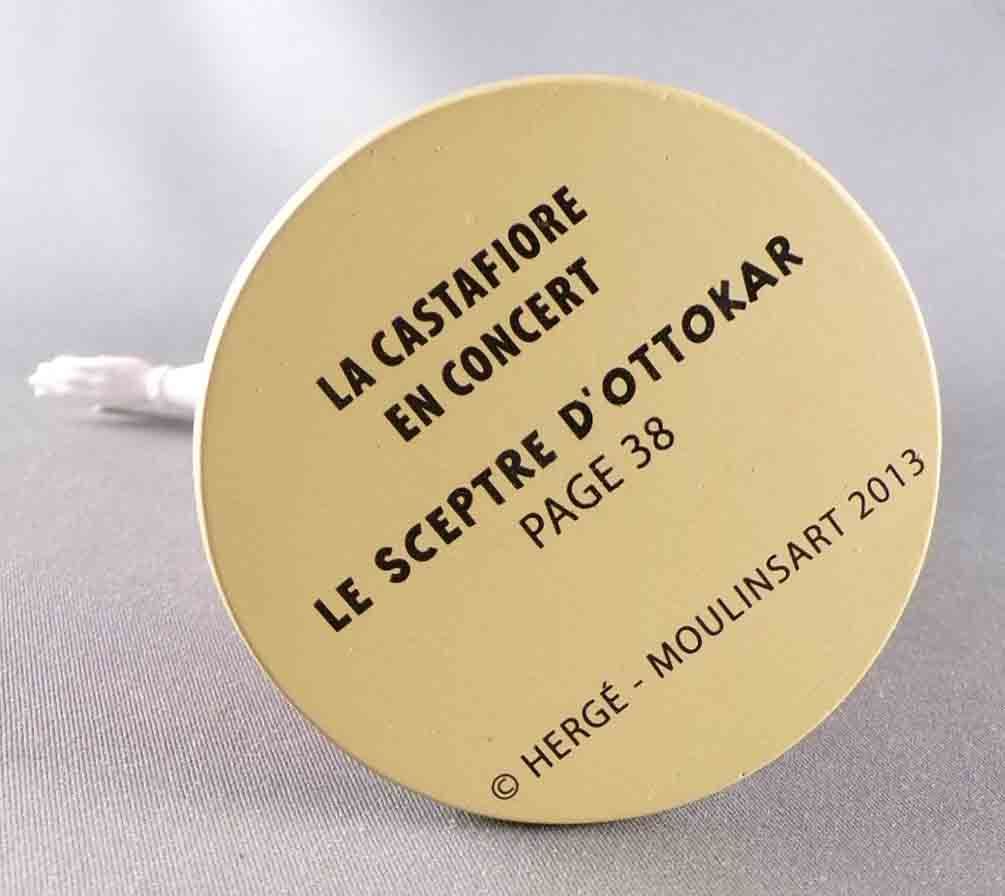 LA CASTAFIORE
EN CONCERT
LE SCEPTRE D'OTTOKAR
PAGE 38
© HERGÉ - MOULINSART 2013